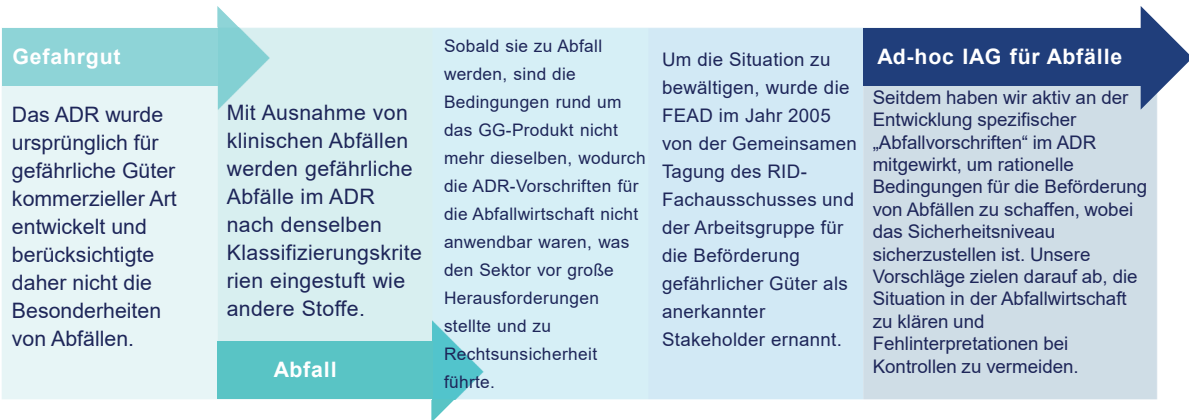 Gefahrgut
Das ADR wurde
ursprünglich für
gefährliche Güter
kommerzieller Art
entwickelt und
berücksichtigte
daher nicht die
Besonderheiten
von Abfällen.
Mit Ausnahme von
klinischen Abfällen
werden gefährliche
Abfälle im ADR
nach denselben
Klassifizierungskrite
rien eingestuft wie
andere Stoffe.
Abfall
Sobald sie zu Abfall
werden, sind die
Bedingungen rund um
das GG-Produkt nicht
mehr dieselben, wodurch
die ADR-Vorschriften für
die Abfallwirtschaft nicht
anwendbar waren, was
den Sektor vor große
Herausforderungen
stellte und zu
Rechtsunsicherheit
führte.
Um die Situation zu
bewältigen, wurde die
FEAD im Jahr 2005
von der Gemeinsamen
Tagung des RID-
Fachausschusses und
der Arbeitsgruppe für
die Beförderung
gefährlicher Güter als
anerkannter
Stakeholder ernannt.
Ad-hoc IAG für Abfälle
Seitdem haben wir aktiv an der
Entwicklung spezifischer
„Abfallvorschriften" im ADR
mitgewirkt, um rationelle
Bedingungen für die Beförderung
von Abfällen zu schaffen, wobei
das Sicherheitsniveau
sicherzustellen ist. Unsere
Vorschläge zielen darauf ab, die
Situation in der Abfallwirtschaft
zu klären und
Fehlinterpretationen bei
Kontrollen zu vermeiden.